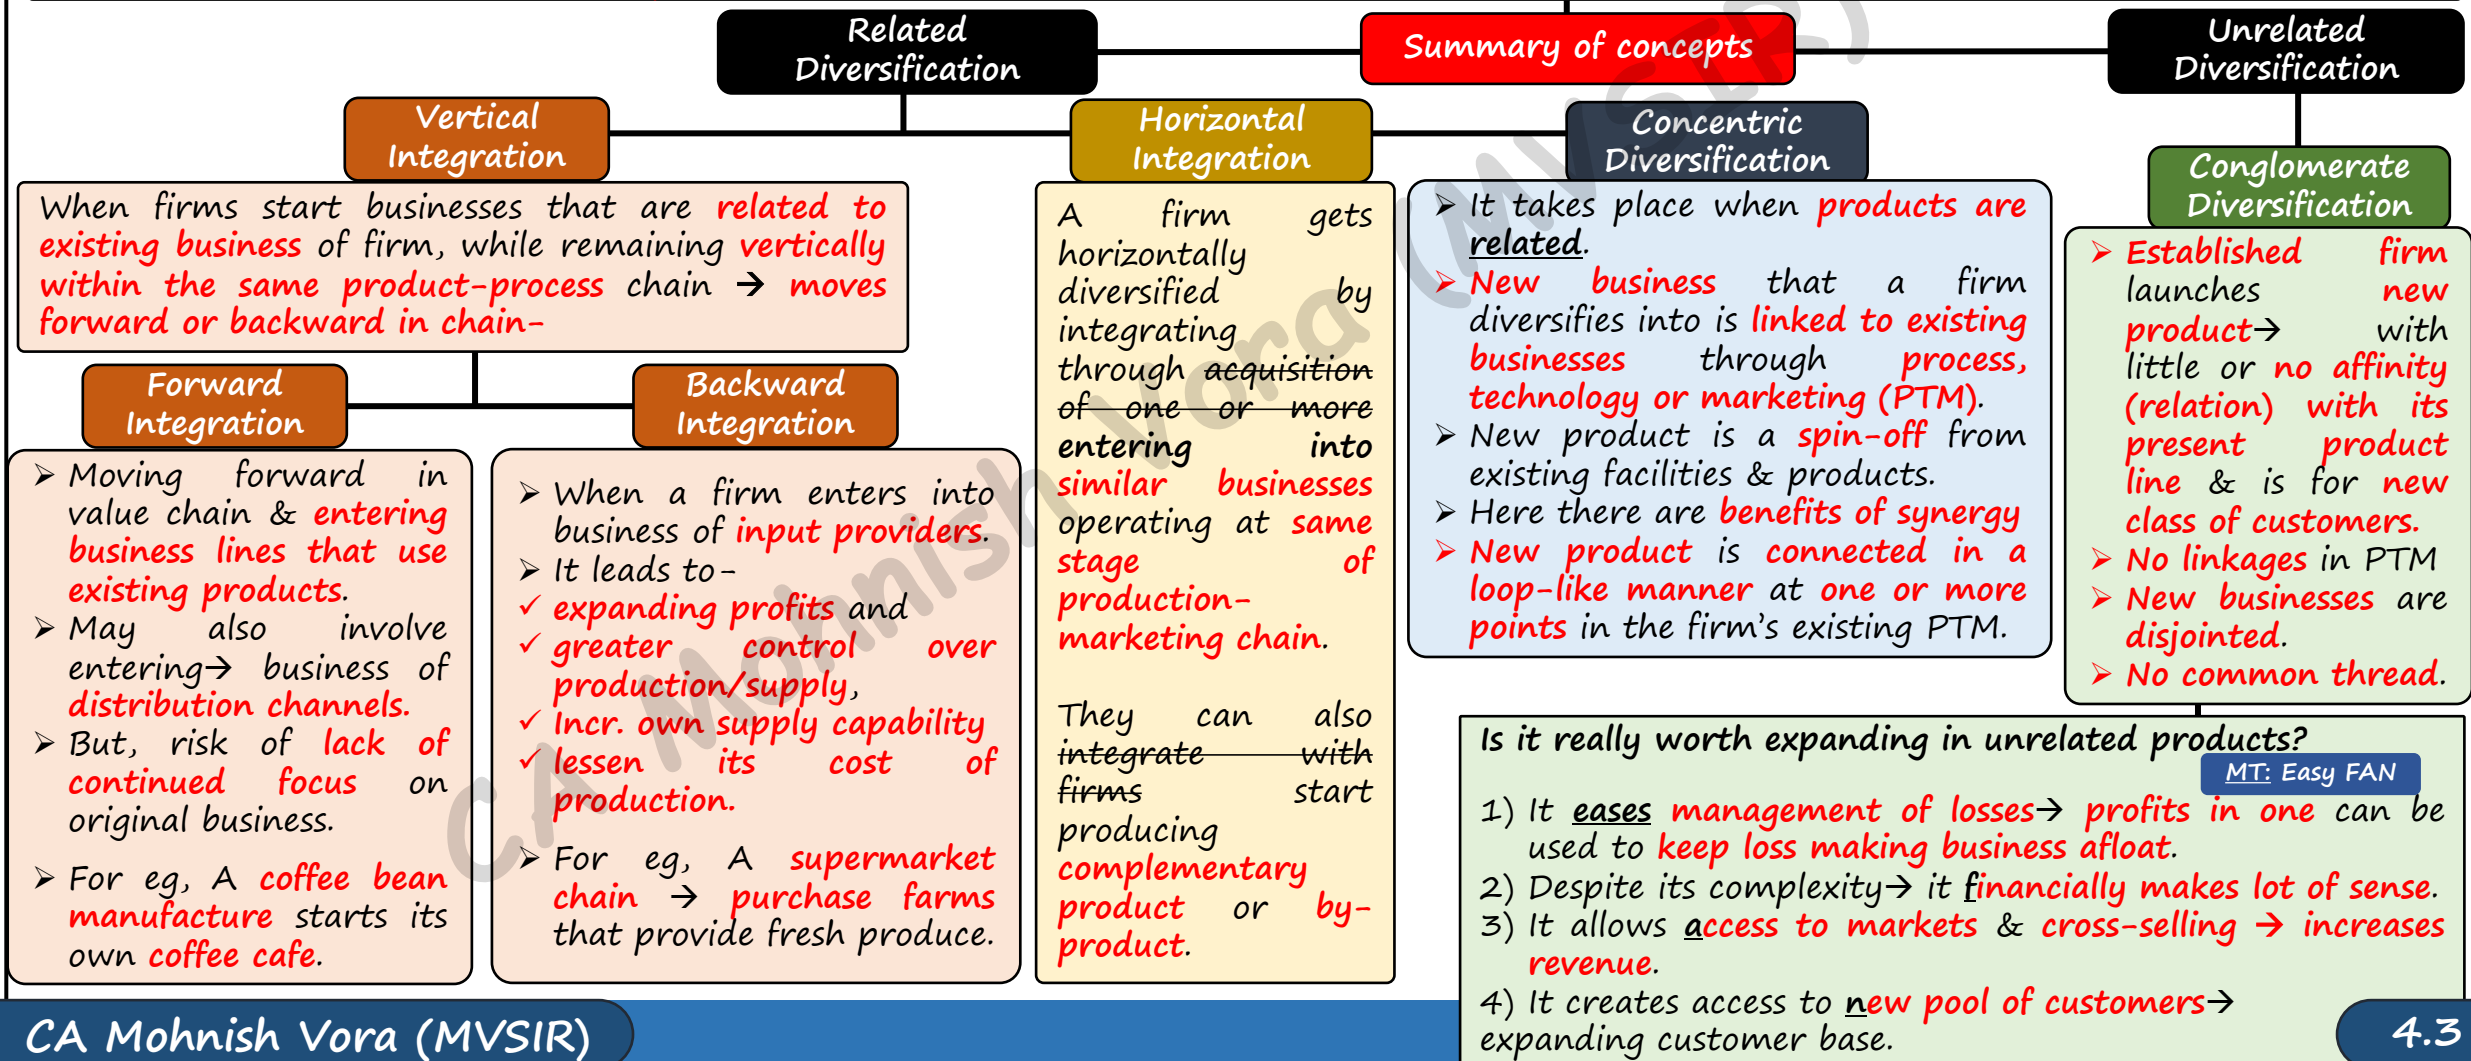 Related
Diversification
Summary of concepts
Unrelated
Diversification
Vertical
Integration
Horizontal
Integration
Concentric
Diversification
Conglomerate
Diversification
When firms start businesses that are related to
existing business of firm, while remaining vertically
within the same product-process chain → moves
forward or backward in chain-
Forward
Integration
➢ Moving forward in
value chain & entering
business lines that use
existing products.
➢ May also involve
entering→ business of
distribution channels.
➢ But, risk of lack of
continued focus on
original business.
➢ For eg, A coffee bean
manufacture starts its
own coffee cafe.
Backward
Integration
➢ When a firm enters into
business of input providers.
➢ It leads to-
✓ expanding profits and
✓ greater control over
production/supply,
✓ Incr. own supply capability
✓ lessen its cost of
production.
➢ For eg, A supermarket
chain → purchase farms
that provide fresh produce.
A firm gets
horizontally
diversified by
integrating
through acquisition
of one or more
entering into
similar businesses
operating at same
stage of
production-
marketing chain.
They can also
integrate with
firms start
producing
complementary
product or by-
product.
➢ It takes place when products are
related.
➢ New business that a firm
diversifies into is linked to existing
businesses through process,
technology or marketing (PTM).
➢ New product is a spin-off from
existing facilities & products.
➢ Here there are benefits of synergy
➢ New product is connected in a
loop-like manner at one or more
points in the firm's existing PTM.
➢ Established firm
launches new
product→ with
little or no affinity
(relation) with its
present product
line & is for new
class of customers.
➢ No linkages in PTM
➢ New businesses are
disjointed.
➢ No common thread.
Is it really worth expanding in unrelated products?
MT: Easy FAN
1) It eases management of losses→ profits in one can be
used to keep loss making business afloat.
2) Despite its complexity→ it financially makes lot of sense.
3) It allows access to markets & cross-selling → increases
revenue.
4) It creates access to new pool of customers→
expanding customer base.
CA Mohnish Vora (MVSIR)
CA Mohnish Vora (MVSIR)
4.3